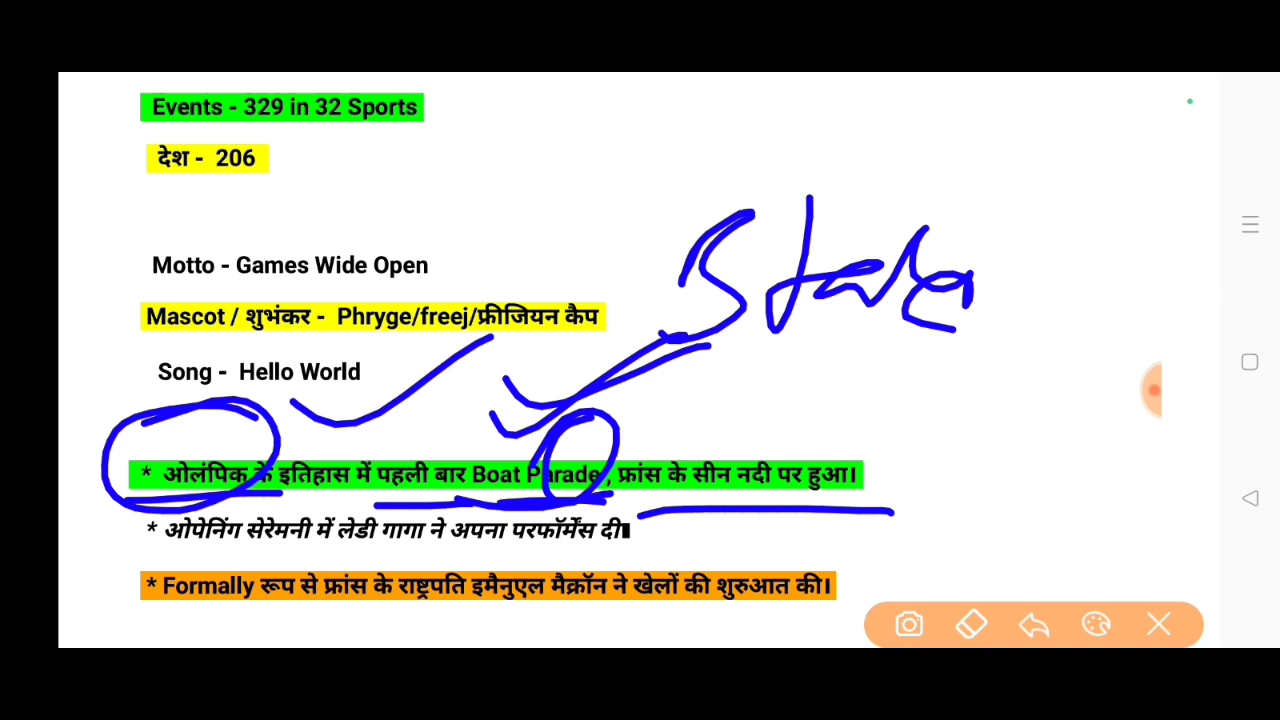 Events - 329 in 32 Sports
देश - 206
Motto - Games Wide Open
Mascot / शुभंकर - Phryge/freej/फ्रीजियन कैप
Song - Hello World
* ओलंपिक के इतिहास में पहली बार Boat Parade, फ्रांस के सीन नदी पर हुआ।
* ओपेनिंग सेरेमनी में लेडी गागा ने अपना परफॉर्मेंस दी।
* Formally रूप से फ्रांस के राष्ट्रपति इमैनुएल मैक्रॉन ने खेलों की शुरुआत की।